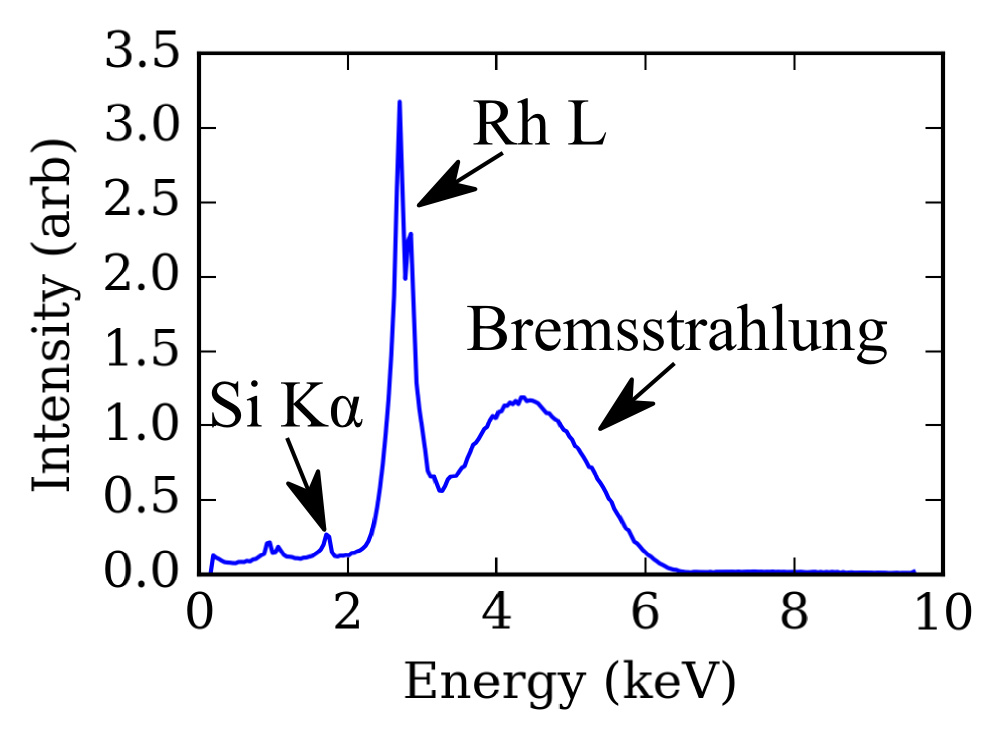 3.5
3.0
2.5
2.0
1.5
1.0
0.5
0.0
Intensity (arb)
Rh L
Bremsstrahlung
Si Kα
0 2 4 6 8 10
Energy (keV)